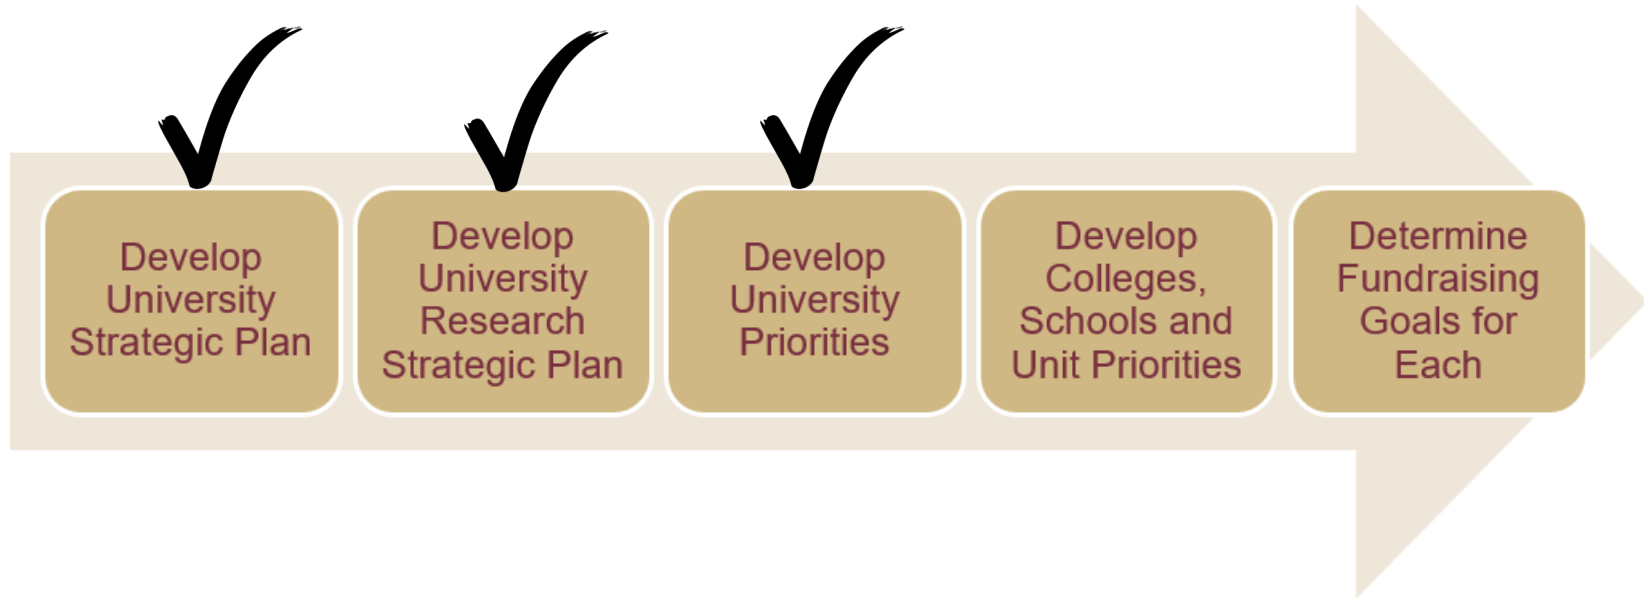 Develop
University
Strategic Plan
Develop
University
Research
Strategic Plan
Develop
University
Priorities
Develop
Colleges,
Schools and
Unit Priorities
Determine
Fundraising
Goals for
Each